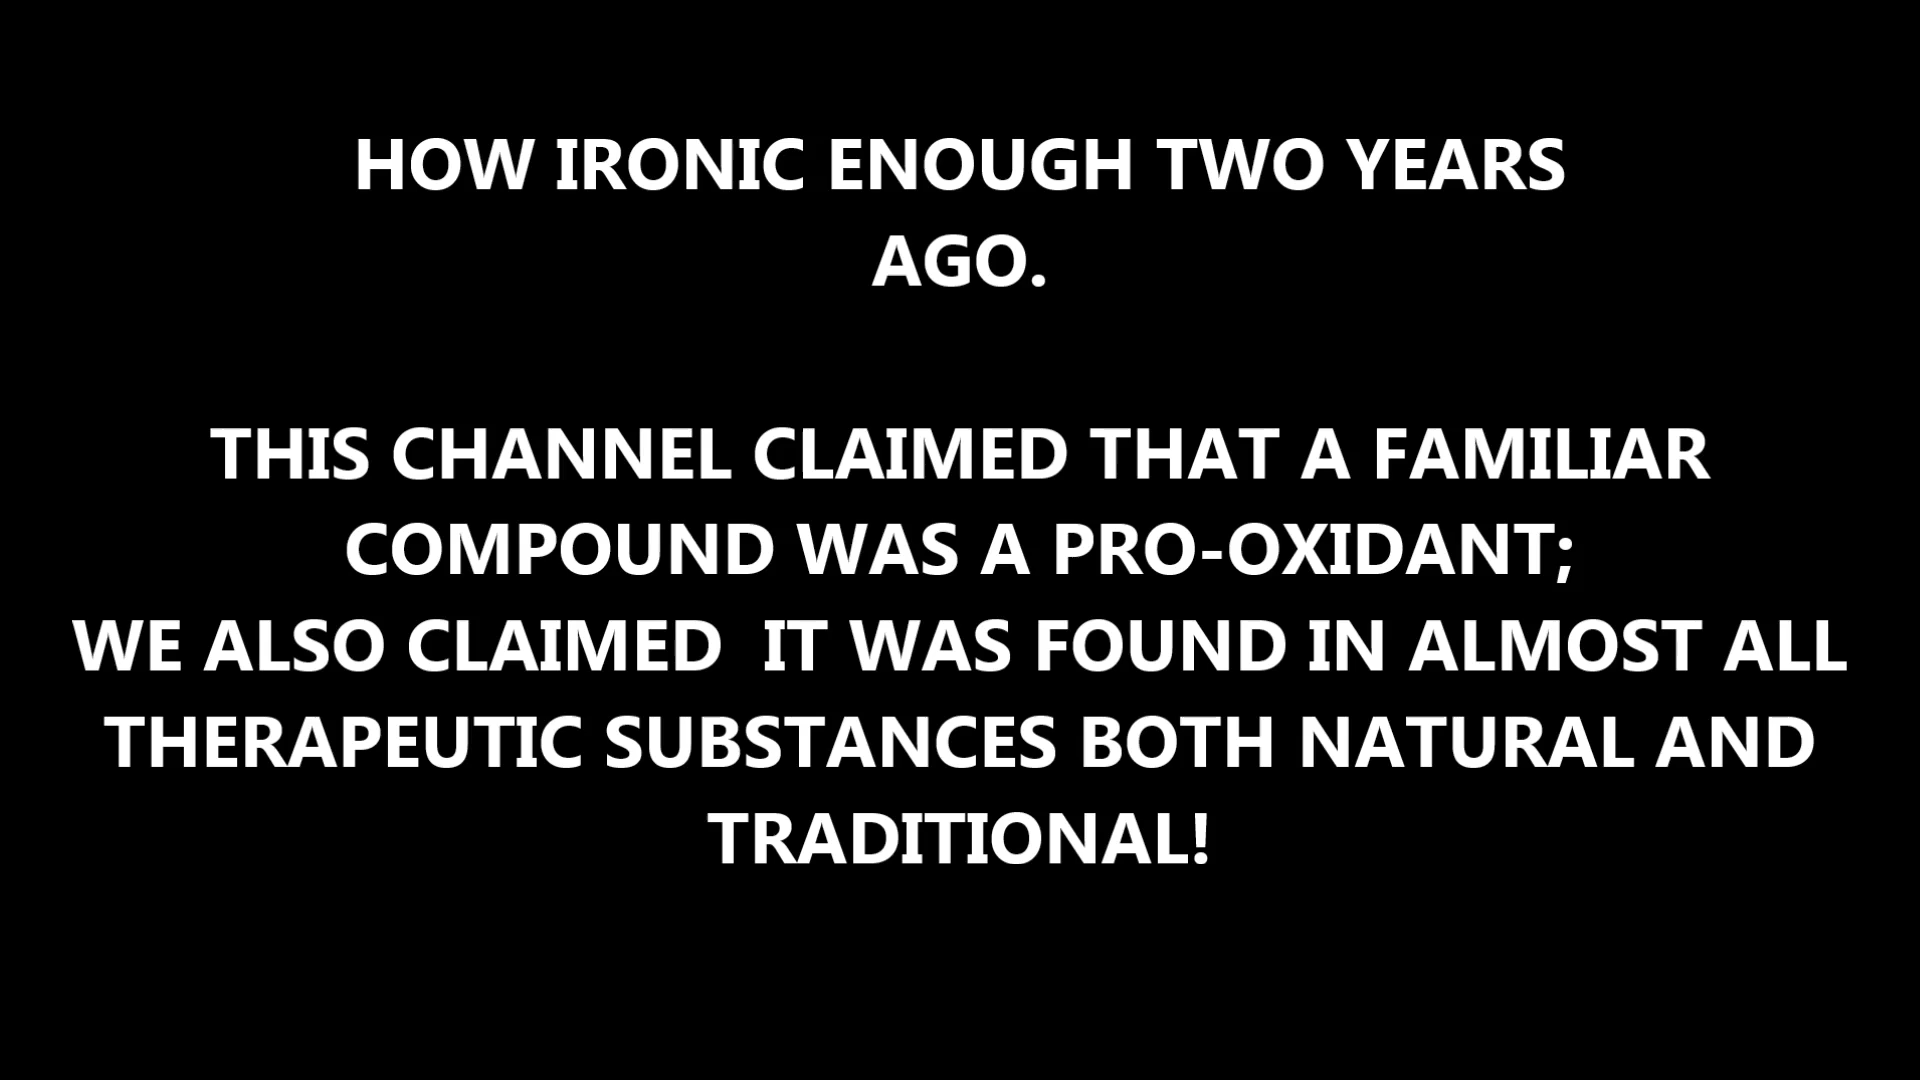 HOW IRONIC ENOUGH TWO YEARS
AGO.
THIS CHANNEL CLAIMED THAT A FAMILIAR
COMPOUND WAS A PRO-OXIDANT;
WE ALSO CLAIMED  IT WAS FOUND IN ALMOST ALL
THERAPEUTIC SUBSTANCES BOTH NATURAL AND
TRADITIONAL!